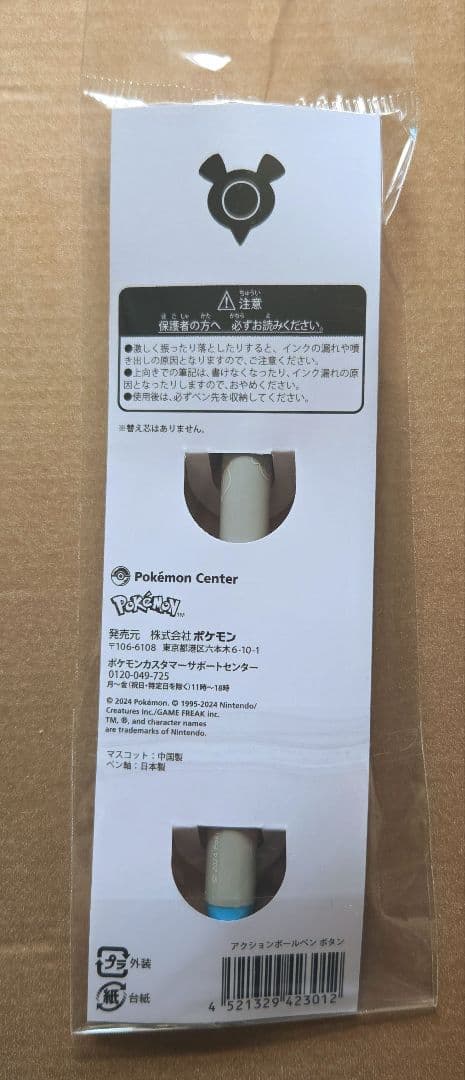 ⚠注意
保護者の方へ 必ずお読みください。
●激しく振ったり落としたりすると、インクの漏れや噴
き出しの原因となりますので、ご注意ください。
●上向きでの筆記は、書けなくなったり、インク漏れの原
因となったりしますので、おやめください。
●使用後は、必ずペン先を収納してください。
※替え芯はありません。
Pokémon Center
POKéMON™
発売元 株式会社ポケモン
〒106-6108 東京都港区六本木6-10-1
ポケモンカスタマーサポートセンター
0120-049-725
月〜金(祝日・特定日を除く)11時〜18時
© 2024 Pokémon. © 1995-2024 Nintendo/
Creatures Inc./GAME FREAK inc.
TM, ®, and character names
are trademarks of Nintendo.
マスコット:中国製
ペン軸:日本製
© 2024 Pok
アクションボールペン ボタン
プラ 外装
紙 台紙
4 521329 423012